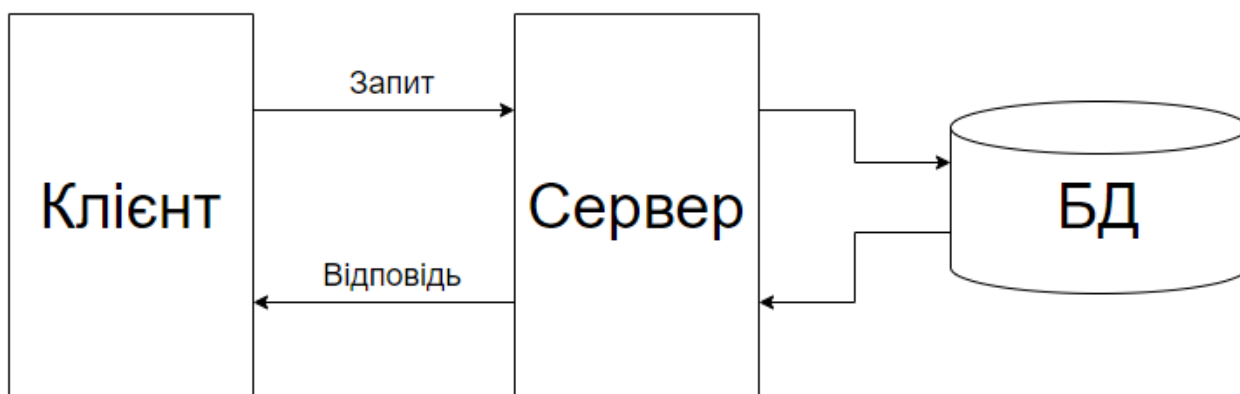 Запит
Клієнт
Сервер
БД
Відповідь